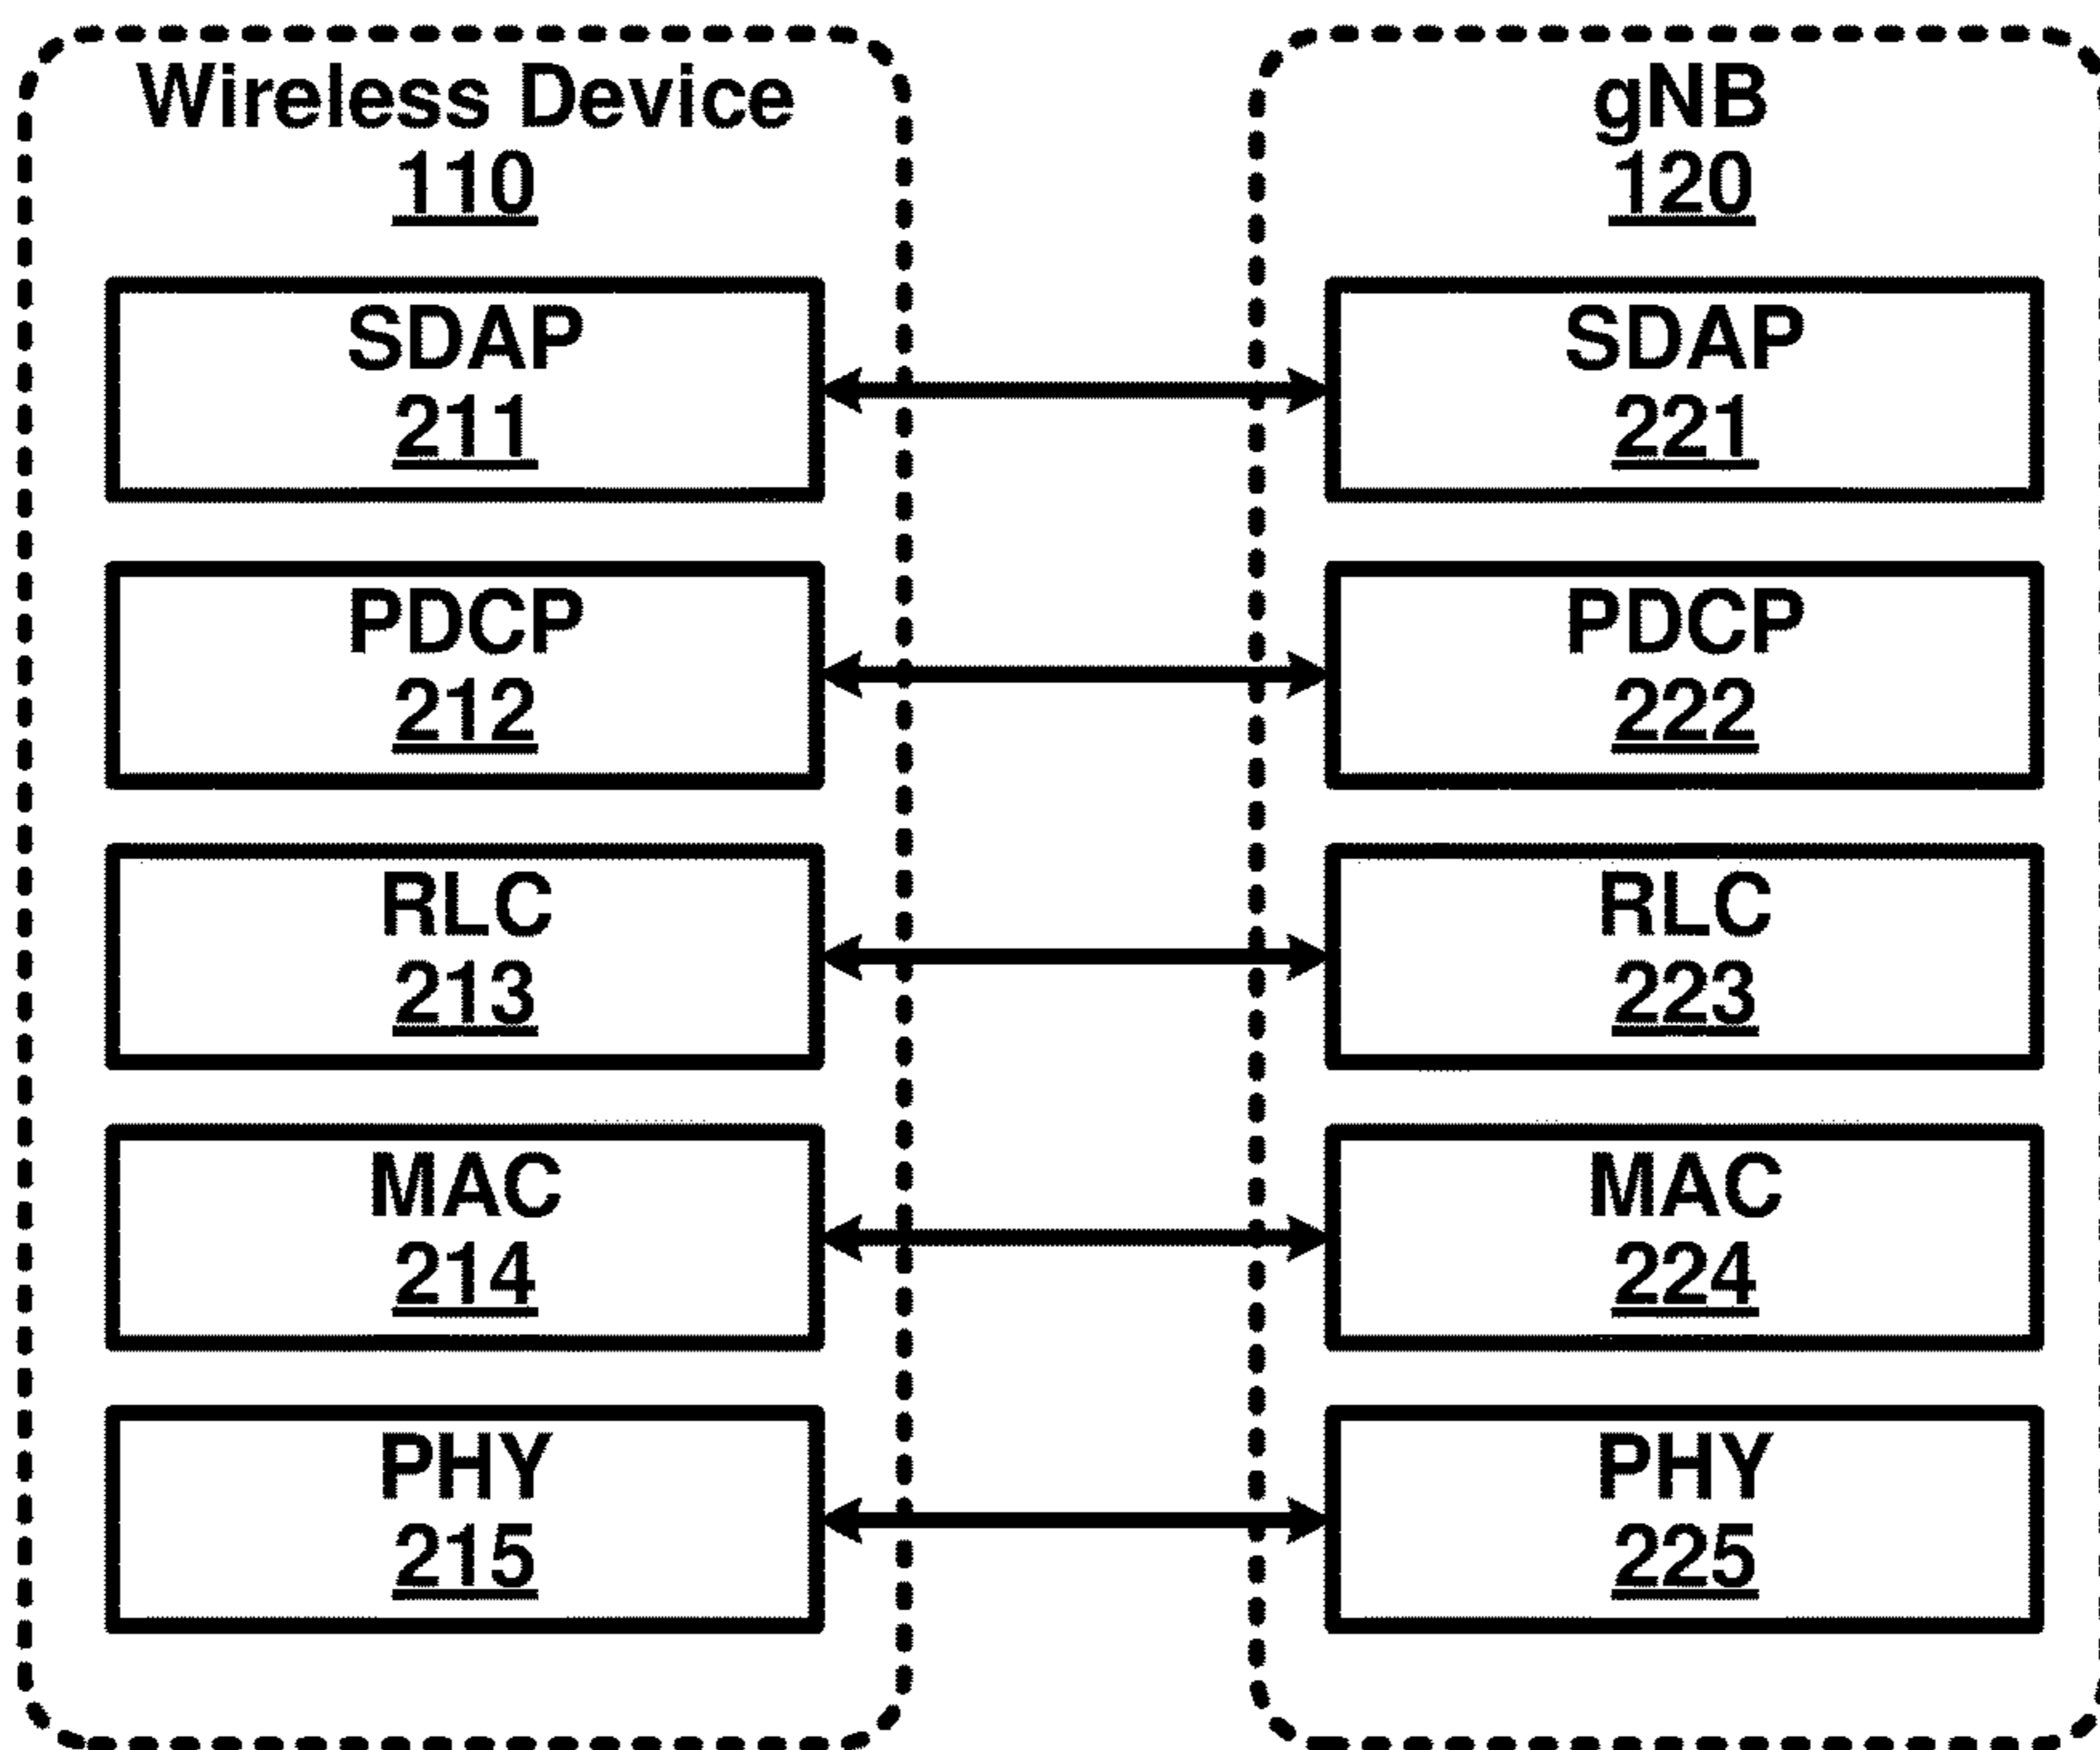 Wireless Device
110
SDAP
211
PDCP
212
RLC
213
MAC
214
PHY
215
gNB
120
SDAP
221
PDCP
222
RLC
223
MAC
224
PHY
225